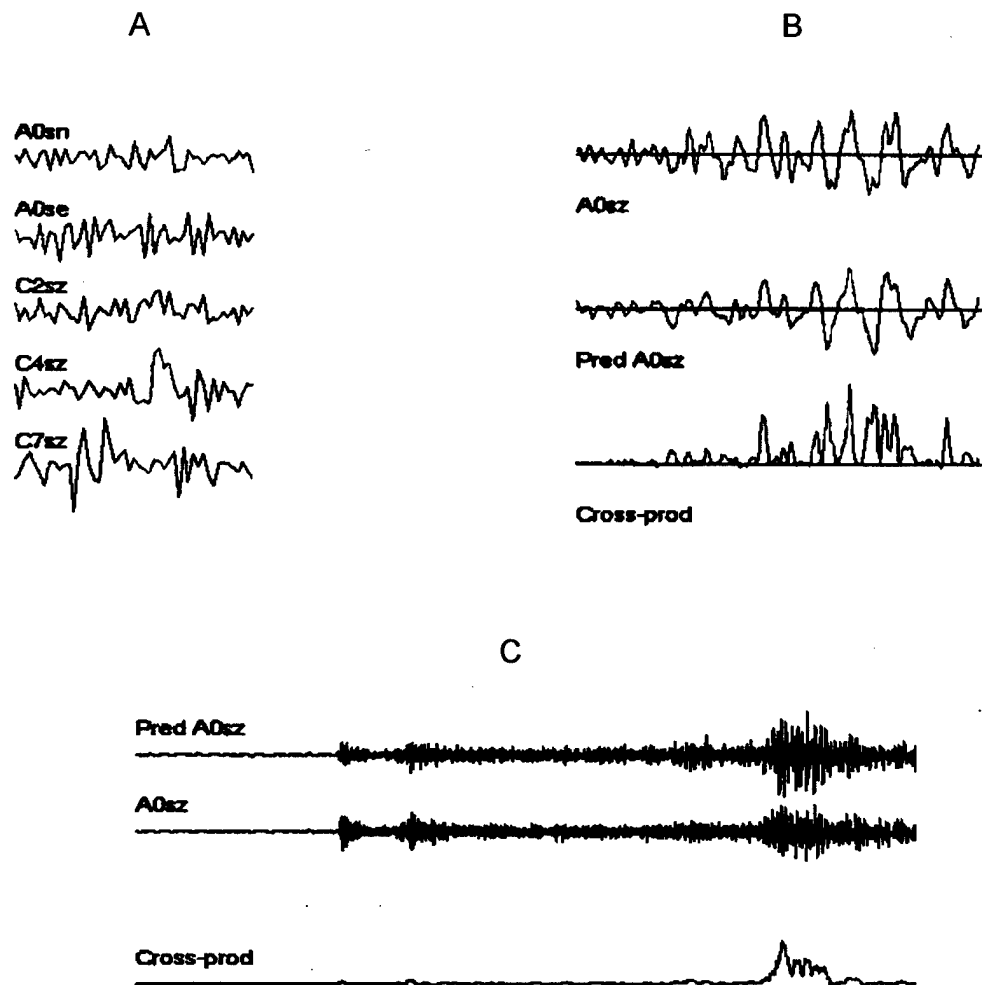 A
B
A0sn
A0se
C2sz
C4sz
C7sz
A0sz
Pred A0sz
Cross-prod
C
Pred A0sz
A0sz
Cross-prod